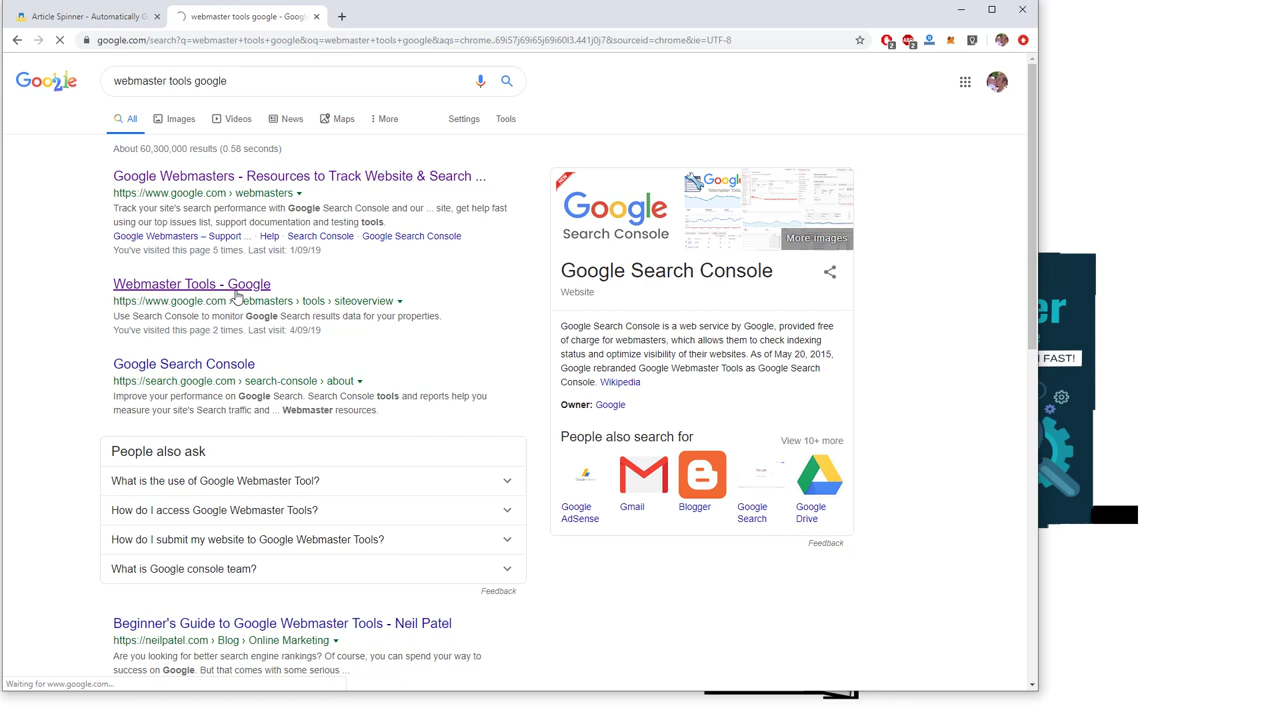 Article Spinner - Automatically G
webmaster tools google - Goog
google.com/search?q=webmaster+tools+google&oq=webmaster+tools+google&aqs=chrome..69i57j69i65j69i60l3.441j0j7&sourceid=chrome&ie=UTF-8
2
2
Google
webmaster tools google
All
Images
Videos
News
Maps
More
Settings
Tools
About 60,300,000 results (0.58 seconds)
Google Webmasters - Resources to Track Website & Search ...
https://www.google.com › webmasters
Track your site's search performance with Google Search Console and our ... site, get help fast
using our top issues list, support documentation and testing tools.
Google Webmasters – Support ... · Help · Search Console · Google Search Console
You've visited this page 5 times. Last visit: 1/09/19
Webmaster Tools - Google
https://www.google.com › webmasters › tools › siteoverview
Use Search Console to monitor Google Search results data for your properties.
You've visited this page 2 times. Last visit: 4/09/19
Google Search Console
https://search.google.com › search-console › about
Improve your performance on Google Search. Search Console tools and reports help you
measure your site's Search traffic and ... Webmaster resources.
People also ask
What is the use of Google Webmaster Tool?
How do I access Google Webmaster Tools?
How do I submit my website to Google Webmaster Tools?
What is Google console team?
Feedback
Beginner's Guide to Google Webmaster Tools - Neil Patel
https://neilpatel.com › Blog › Online Marketing
Are you looking for better search engine rankings? Of course, you can spend your way to
success on Google. But that comes with some serious ...
Waiting for www.google.com...
NEW
Google
Search Console
Google
Webmaster Tools
More images
Google Search Console
Website
Google Search Console is a web service by Google, provided free
of charge for webmasters, which allows them to check indexing
status and optimize visibility of their websites. As of May 20, 2015,
Google rebranded Google Webmaster Tools as Google Search
Console. Wikipedia
Owner: Google
People also search for
View 10+ more
Google
AdSense
Gmail
Blogger
Google
Search
Google
Drive
Feedback
er
FAST!